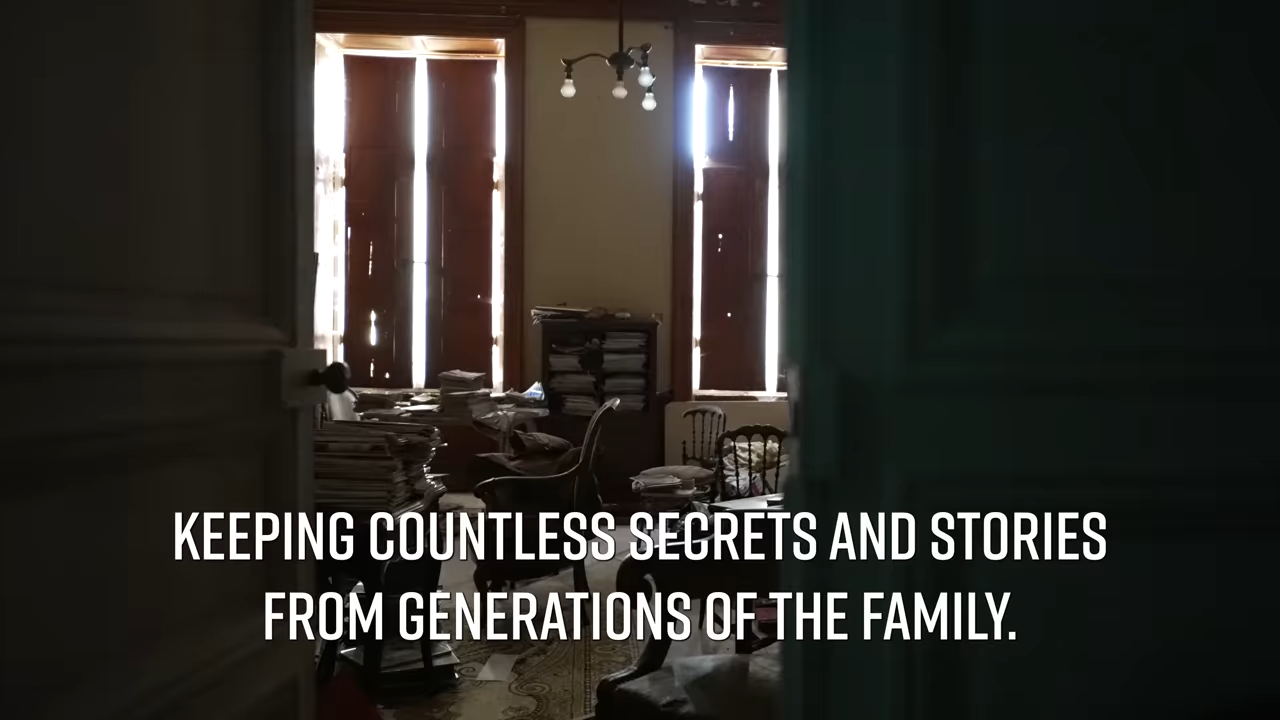 KEEPING COUNTLESS SECRETS AND STORIES
FROM GENERATIONS OF THE FAMILY.